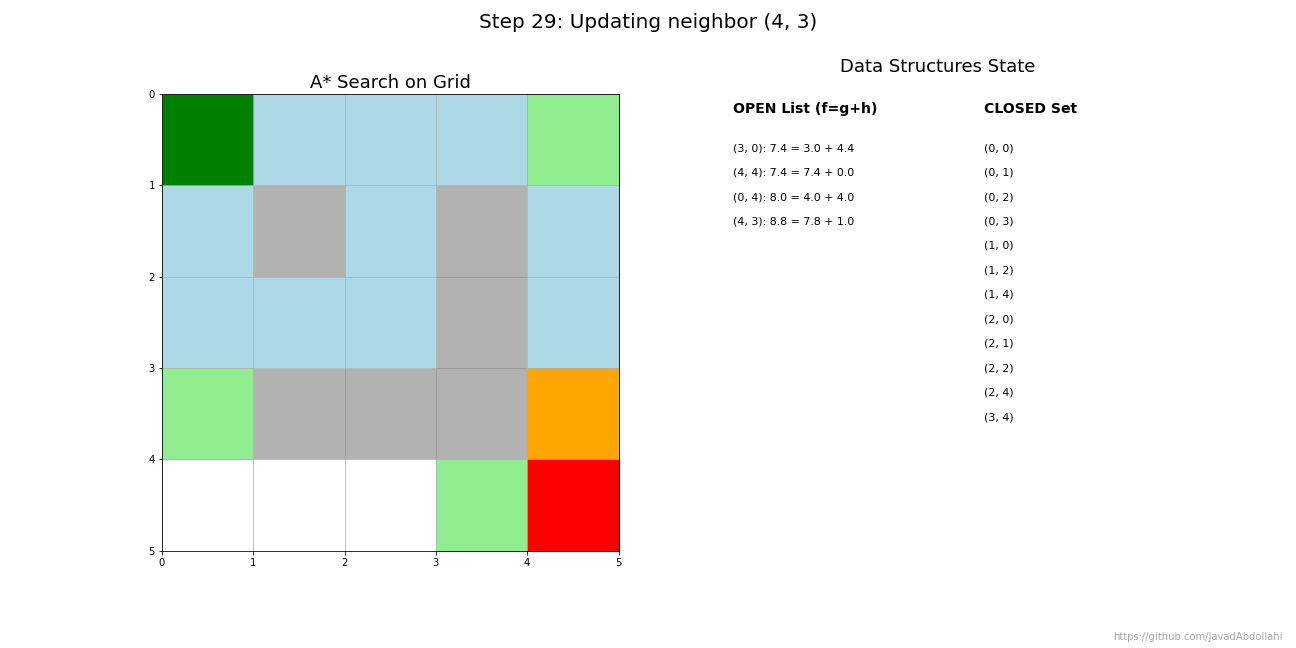 Step 29: Updating neighbor (4, 3)
A* Search on Grid
0
1
2
3
4
5
0 1 2 3 4 5
Data Structures State
OPEN List (f=g+h)
(3, 0): 7.4 = 3.0 + 4.4
(4, 4): 7.4 = 7.4 + 0.0
(0, 4): 8.0 = 4.0 + 4.0
(4, 3): 8.8 = 7.8 + 1.0
CLOSED Set
(0, 0)
(0, 1)
(0, 2)
(0, 3)
(1, 0)
(1, 2)
(1, 4)
(2, 0)
(2, 1)
(2, 2)
(2, 4)
(3, 4)
https://github.com/JavadAbdollahi